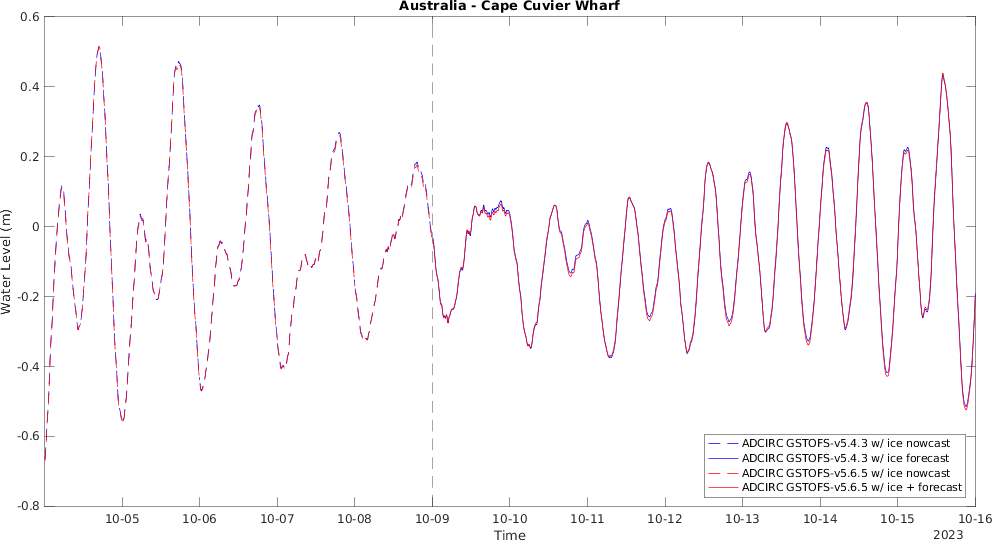 Australia - Cape Cuvier Wharf
0.6
0.4
0.2
0
-0.2
-0.4
-0.6
-0.8
Water Level (m)
10-05 10-06 10-07 10-08 10-09 10-10 10-11 10-12 10-13 10-14 10-15 10-16
Time
2023
ADCIRC GSTOFS-v5.4.3 w/ ice nowcast
ADCIRC GSTOFS-v5.4.3 w/ ice forecast
ADCIRC GSTOFS-v5.6.5 w/ ice nowcast
ADCIRC GSTOFS-v5.6.5 w/ ice + forecast